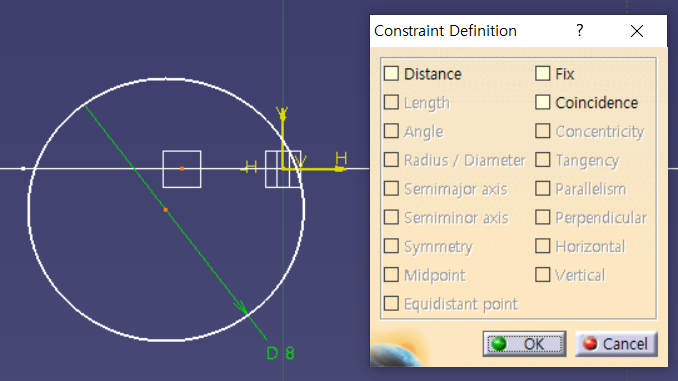 Constraint Definition ? ×
Distance Fix
Length Coincidence
Angle Concentricity
Radius / Diameter Tangency
Semimajor axis Parallelism
Semiminor axis Perpendicular
Symmetry Horizontal
Midpoint Vertical
Equidistant point
OK Cancel
V
H V H
D 8